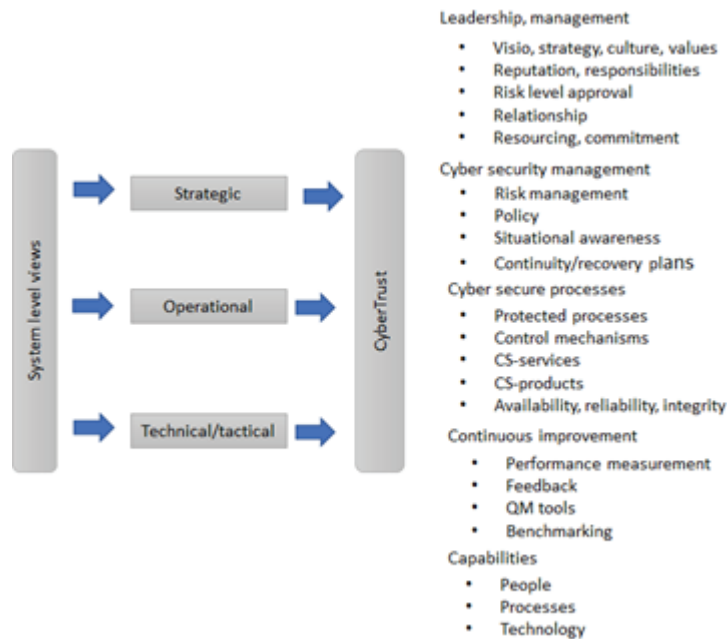 System level views
Strategic
Operational
Technical/tactical
CyberTrust
Leadership, management
• Visio, strategy, culture, values
• Reputation, responsibilities
• Risk level approval
• Relationship
• Resourcing, commitment
Cyber security management
• Risk management
• Policy
• Situational awareness
• Continuity/recovery plans
Cyber secure processes
• Protected processes
• Control mechanisms
• CS-services
• CS-products
• Availability, reliability, integrity
Continuous improvement
• Performance measurement
• Feedback
• QM tools
• Benchmarking
Capabilities
• People
• Processes
• Technology